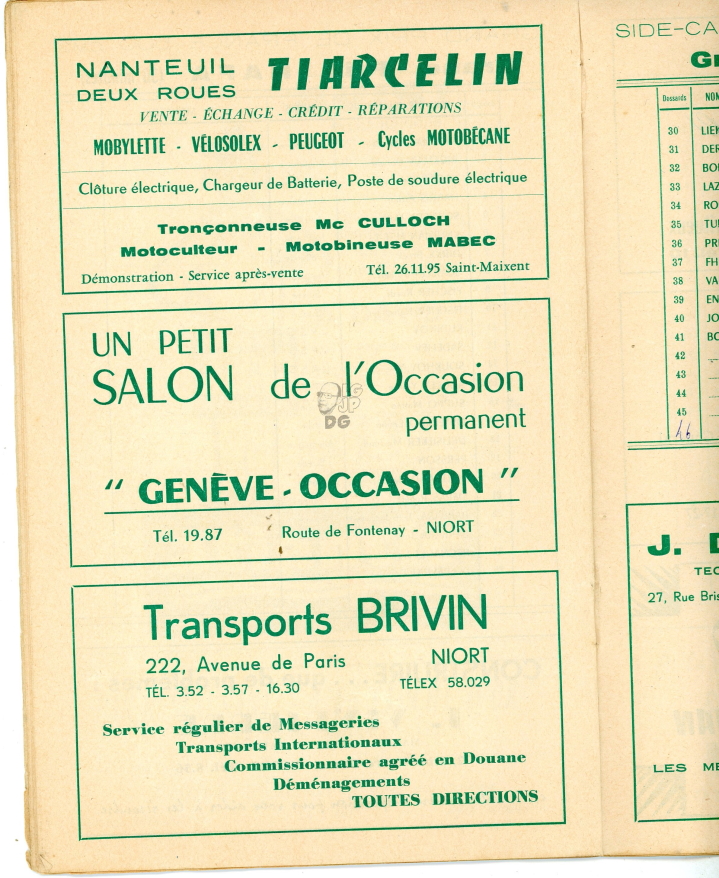 NANTEUIL
DEUX ROUES
TIARCELIN
VENTE - ÉCHANGE - CRÉDIT - RÉPARATIONS
MOBYLETTE - VÉLOSOLEX - PEUGEOT - Cycles MOTOBÉCANE
Clôture électrique, Chargeur de Batterie, Poste de soudure électrique
Tronçonneuse Mc CULLOCH
Motoculteur - Motobineuse MABEC
Démonstration - Service après-vente Tél. 26.11.95 Saint-Maixent
UN PETIT
SALON de l'Occasion
permanent
DG
JP
DG
" GENÈVE - OCCASION "
Tél. 19.87 Route de Fontenay - NIORT
Transports BRIVIN
222, Avenue de Paris NIORT
TÉL. 3.52 - 3.57 - 16.30 TÉLEX 58.029
Service régulier de Messageries
Transports Internationaux
Commissionnaire agréé en Douane
Déménagements
TOUTES DIRECTIONS
SIDE-CA
Dossards
30
31
32
33
34
35
36
37
38
39
40
41
42
43
44
45
46
J.
27, Rue
LES